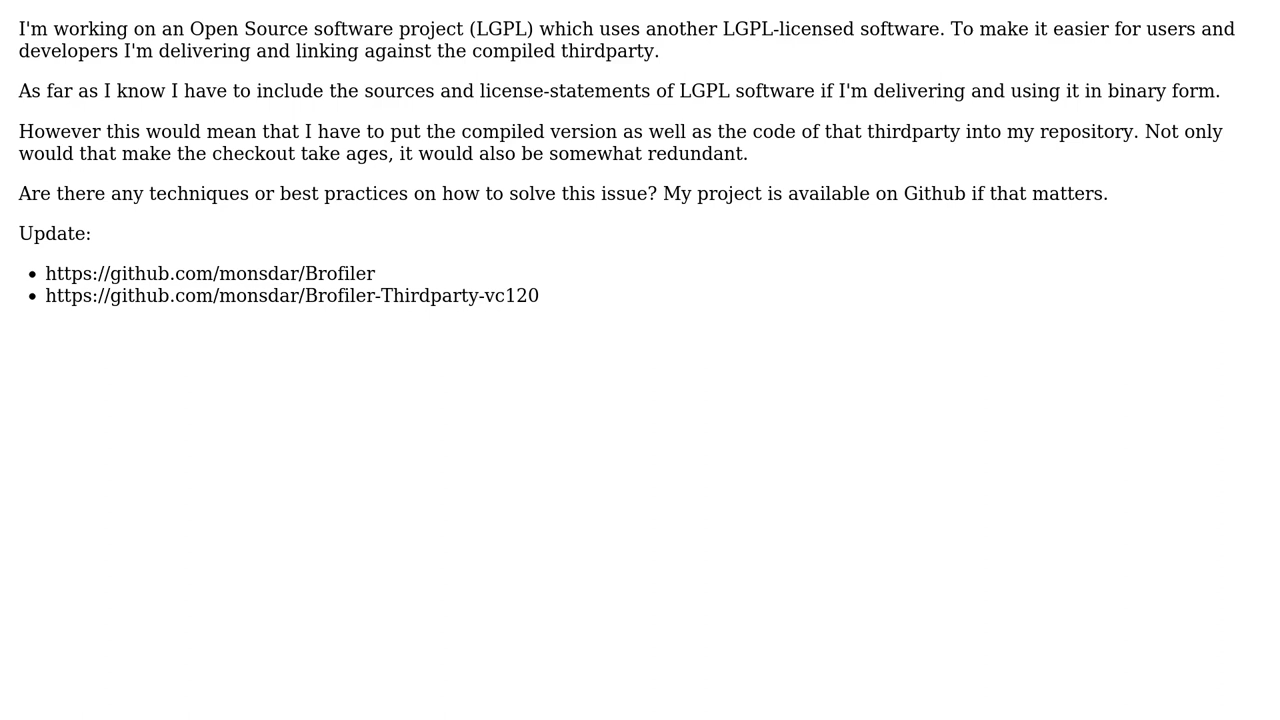 I'm working on an Open Source software project (LGPL) which uses another LGPL-licensed software. To make it easier for users and
developers I'm delivering and linking against the compiled thirdparty.
As far as I know I have to include the sources and license-statements of LGPL software if I'm delivering and using it in binary form.
However this would mean that I have to put the compiled version as well as the code of that thirdparty into my repository. Not only
would that make the checkout take ages, it would also be somewhat redundant.
Are there any techniques or best practices on how to solve this issue? My project is available on Github if that matters.
Update:
• https://github.com/monsdar/Brofiler
• https://github.com/monsdar/Brofiler-Thirdparty-vc120